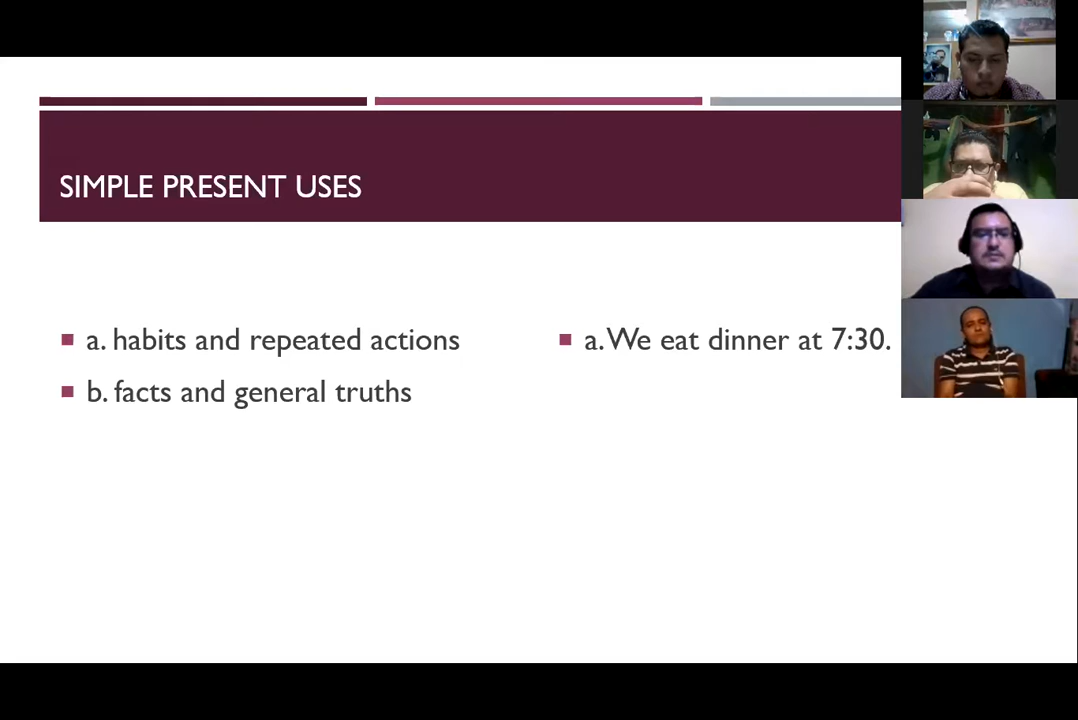 SIMPLE PRESENT USES
a. habits and repeated actions
b. facts and general truths
a. We eat dinner at 7:30.